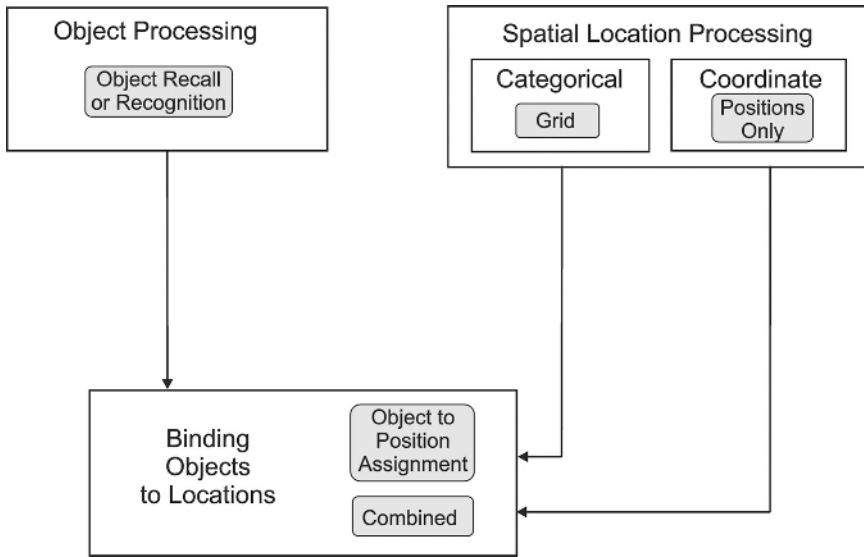 Object Processing
Object Recall
or Recognition
Spatial Location Processing
Categorical
Grid
Coordinate
Positions
Only
Binding
Objects
to Locations
Object to
Position
Assignment
Combined